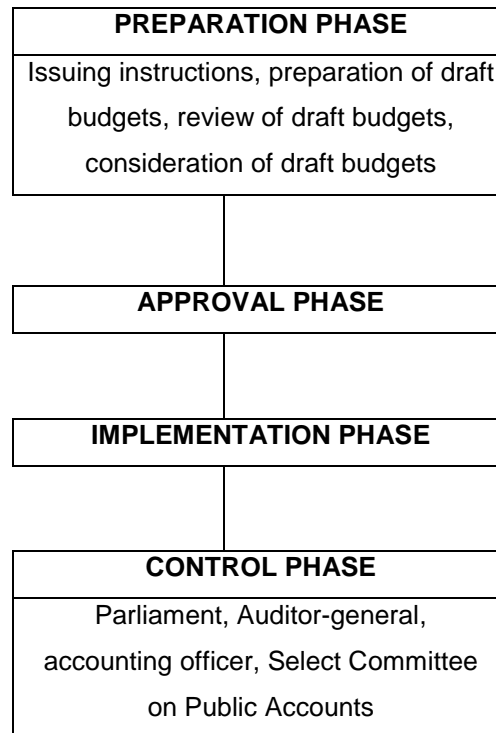 PREPARATION PHASE
Issuing instructions, preparation of draft
budgets, review of draft budgets,
consideration of draft budgets
APPROVAL PHASE
IMPLEMENTATION PHASE
CONTROL PHASE
Parliament, Auditor-general,
accounting officer, Select Committee
on Public Accounts